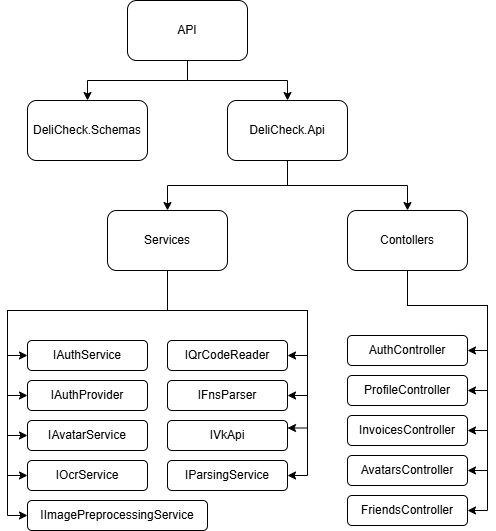 API
DeliCheck.Schemas
DeliCheck.Api
Services
Contollers
IAuthService
IQrCodeReader
AuthController
IAuthProvider
IFnsParser
ProfileController
IAvatarService
IVkApi
InvoicesController
IOcrService
IParsingService
AvatarsController
IImagePreprocessingService
FriendsController